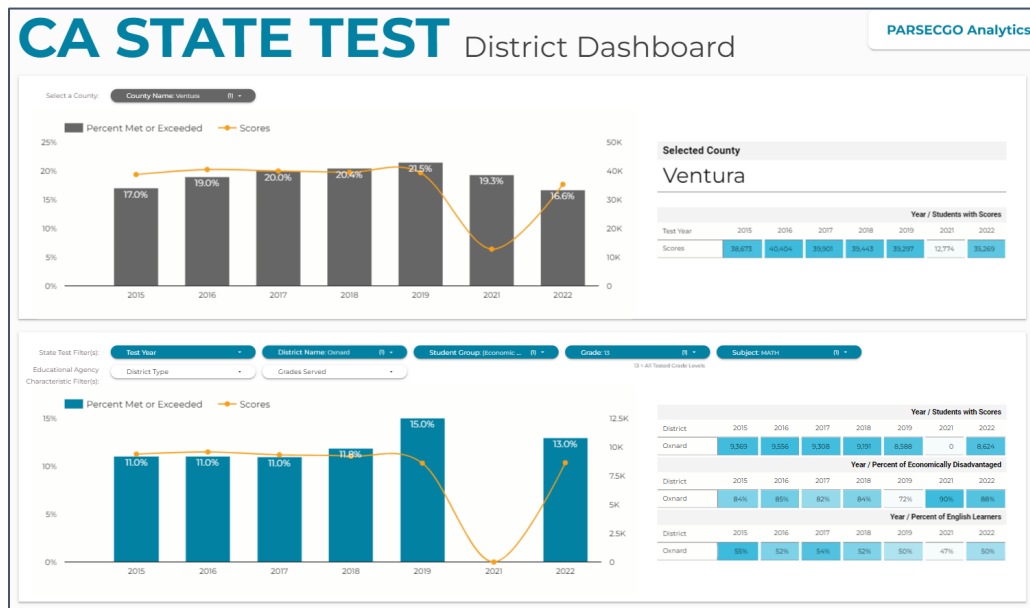 CA STATE TEST District Dashboard
PARSECGO Analytics
Select a County:
County Name: Ventura (1)
Percent Met or Exceeded
Scores
25%
20%
15%
10%
5%
0%
17.0%
19.0%
20.0%
20.4%
21.5%
19.3%
16.6%
50K
40K
30K
20K
10K
0
2015 2016 2017 2018 2019 2021 2022
Selected County
Ventura
Year / Students with Scores
Test Year 2015 2016 2017 2018 2019 2021 2022
Scores 38,673 40,404 39,901 39,443 39,297 12,774 35,269
State Test Filter(s):
Test Year
District Name: Oxnard (1)
Student Group: (Economic ... (1)
Grade: 13 (1)
Subject: MATH (1)
13 = All Tested Grade Levels
Educational Agency
Characteristic Filter(s):
District Type
Grades Served
Percent Met or Exceeded
Scores
15%
10%
5%
0%
11.0%
11.0%
11.0%
11.8%
15.0%
13.0%
12.5K
10K
7.5K
5K
2.5K
0
2015 2016 2017 2018 2019 2021 2022
Year / Students with Scores
District 2015 2016 2017 2018 2019 2021 2022
Oxnard 9,369 9,556 9,308 9,191 8,588 0 8,624
Year / Percent of Economically Disadvantaged
District 2015 2016 2017 2018 2019 2021 2022
Oxnard 84% 85% 82% 84% 72% 90% 88%
Year / Percent of English Learners
District 2015 2016 2017 2018 2019 2021 2022
Oxnard 55% 52% 54% 52% 50% 47% 50%